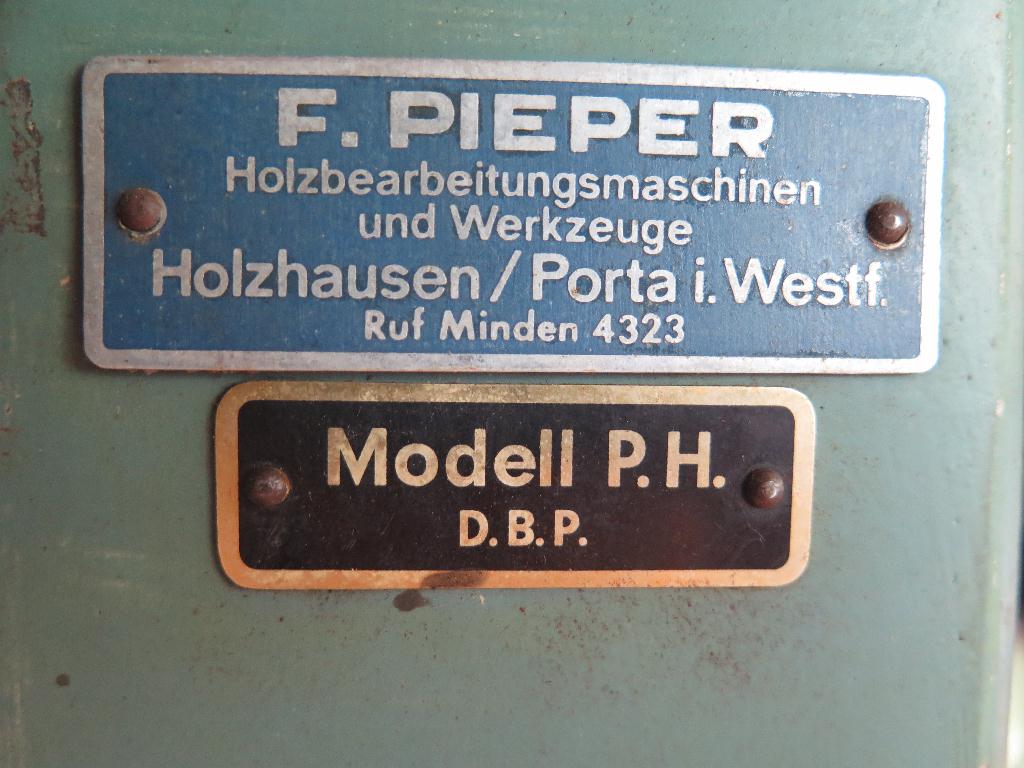 F. PIEPER
Holzbearbeitungsmaschinen
und Werkzeuge
Holzhausen/Porta i. Westf.
Ruf Minden 4323
Modell P.H.
D.B.P.